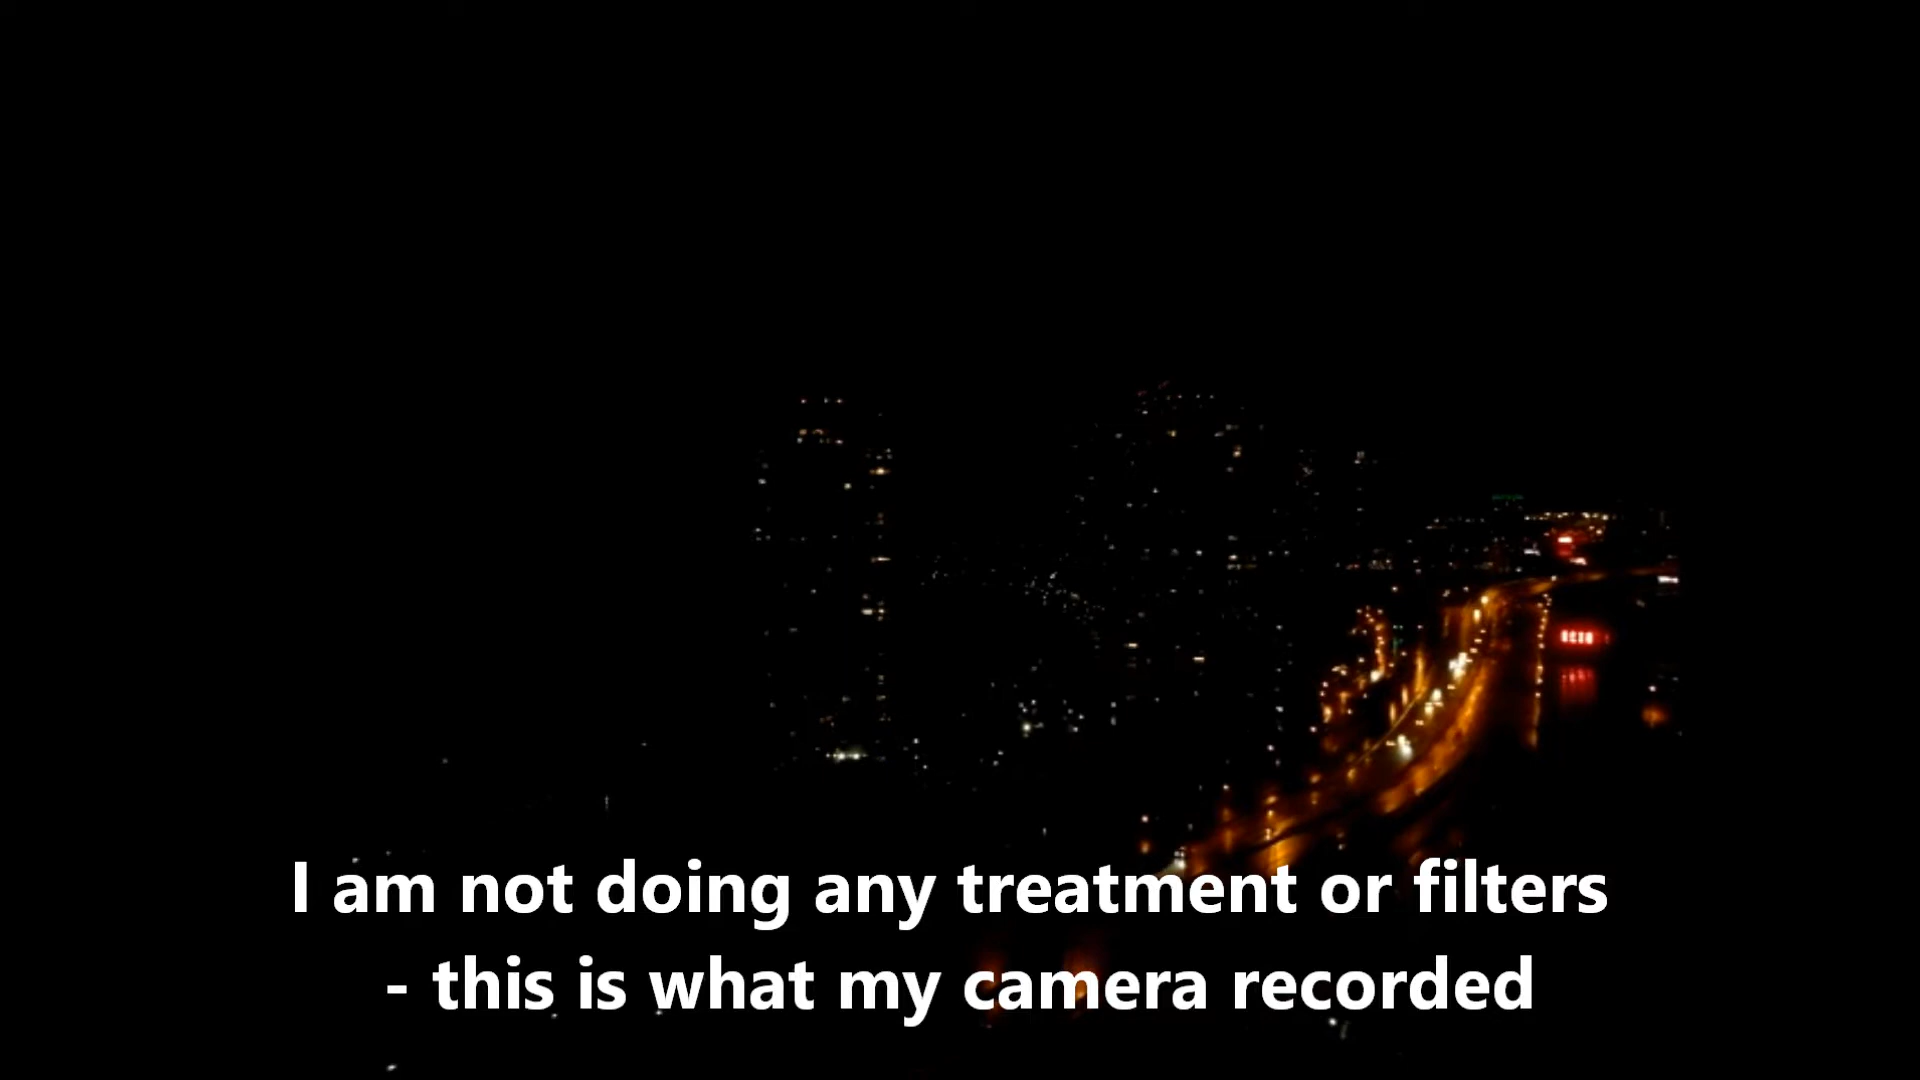 I am not doing any treatment or filters
- this is what my camera recorded